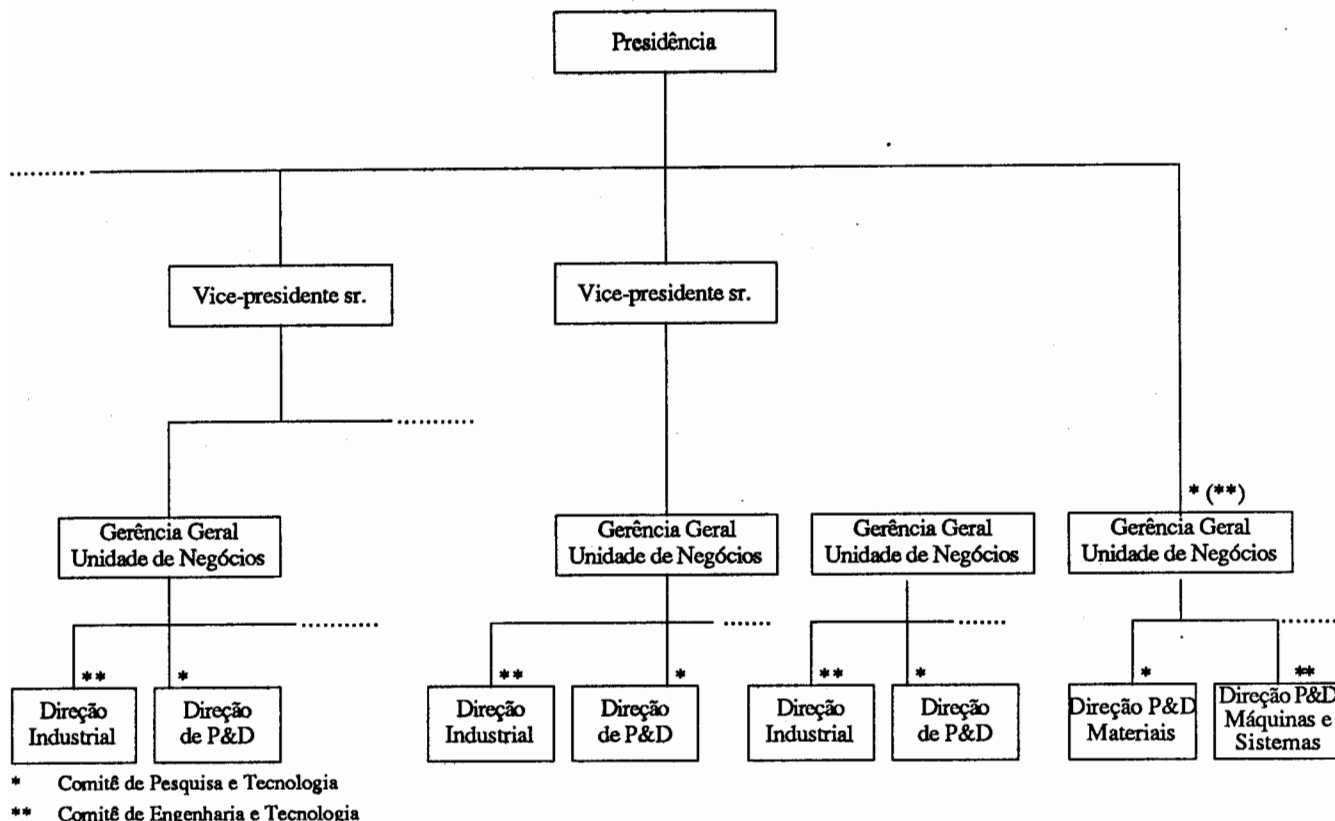 Presidência
Vice-presidente sr.
Vice-presidente sr.
* (**)
Gerência Geral
Unidade de Negócios
Gerência Geral
Unidade de Negócios
Gerência Geral
Unidade de Negócios
Gerência Geral
Unidade de Negócios
**
Direção
Industrial
*
Direção
de P&D
**
Direção
Industrial
*
Direção
de P&D
**
Direção
Industrial
*
Direção
de P&D
*
Direção P&D
Materiais
**
Direção P&D
Máquinas e
Sistemas
* Comitê de Pesquisa e Tecnologia
** Comitê de Engenharia e Tecnologia